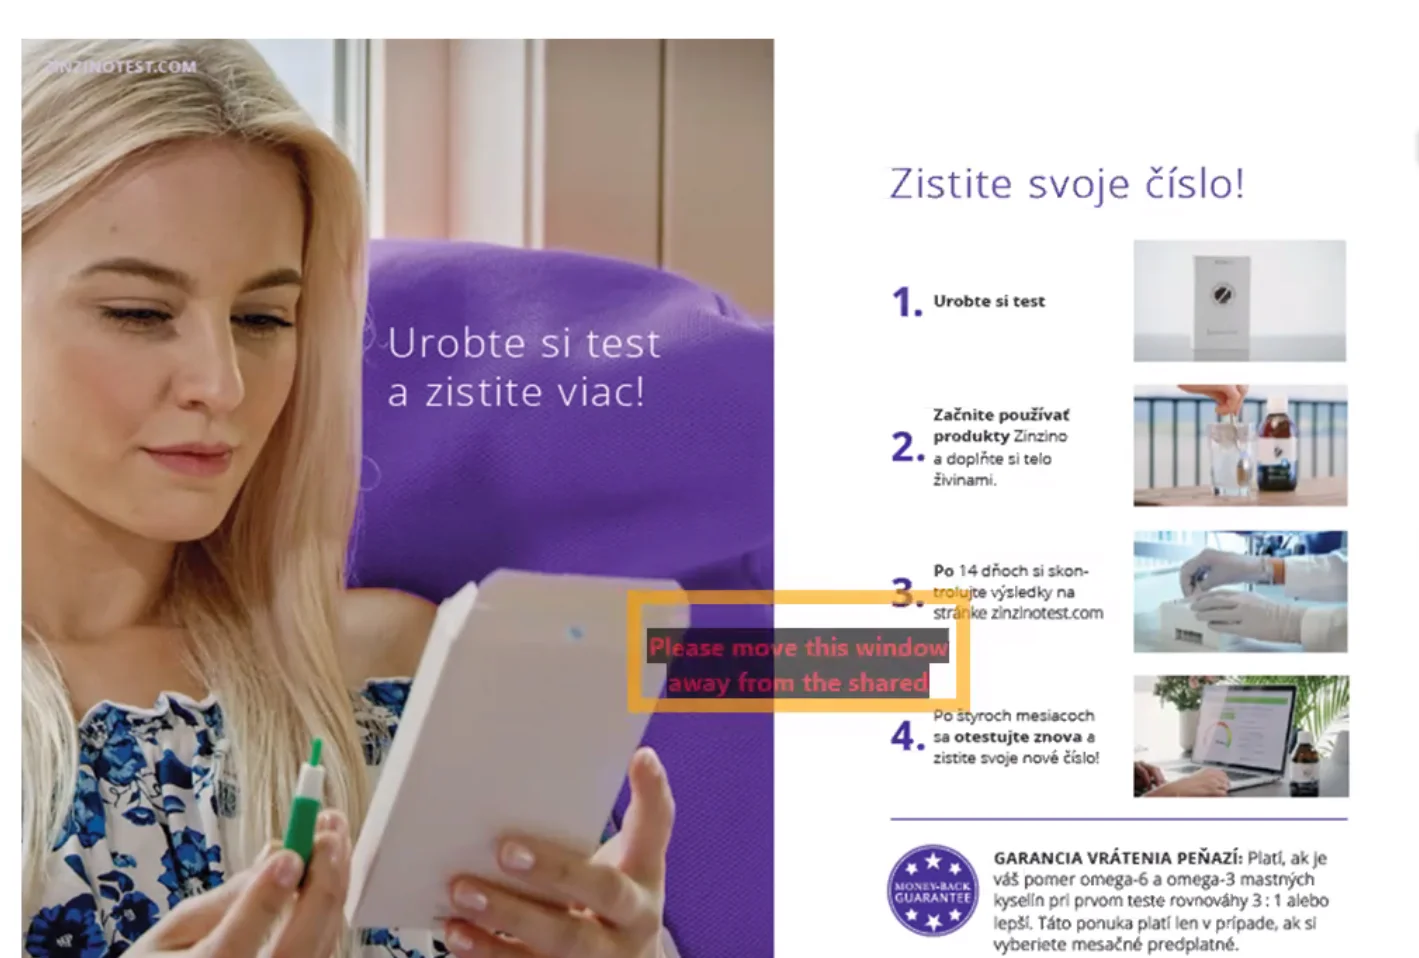 ZINZINOTEST.COM
Urobte si test
a zistite viac!
Zistite svoje číslo!
1. Urobte si test
2. Začnite používať
produkty Zinzino
a doplňte si telo
živinami.
3. Po 14 dňoch si skon-
trolujte výsledky na
stránke zinzinotest.com
Please move this window
away from the shared
4. Po štyroch mesiacoch
sa otestujte znova a
zistite svoje nové číslo!
MONEY-BACK
GUARANTEE
GARANCIA VRÁTENIA PEŇAZÍ: Platí, ak je
váš pomer omega-6 a omega-3 mastných
kyselín pri prvom teste rovnováhy 3 : 1 alebo
lepší. Táto ponuka platí len v prípade, ak si
vyberiete mesačné predplatné.